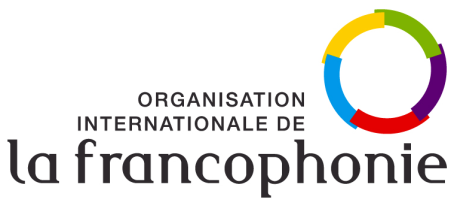 ORGANISATION
INTERNATIONALE DE
la francophonie